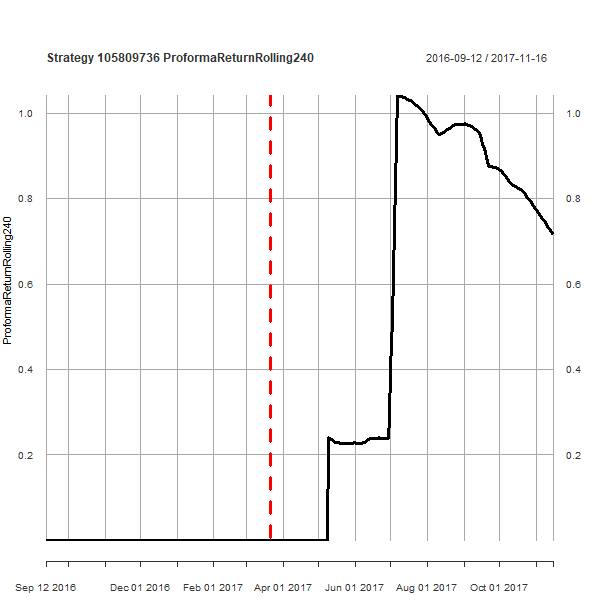 Strategy 105809736 ProformaReturnRolling240
2016-09-12 / 2017-11-16
1.0 1.0
0.8 0.8
0.6 0.6
0.4 0.4
0.2 0.2
ProformaReturnRolling240
Sep 12 2016 Dec 01 2016 Feb 01 2017 Apr 01 2017 Jun 01 2017 Aug 01 2017 Oct 01 2017